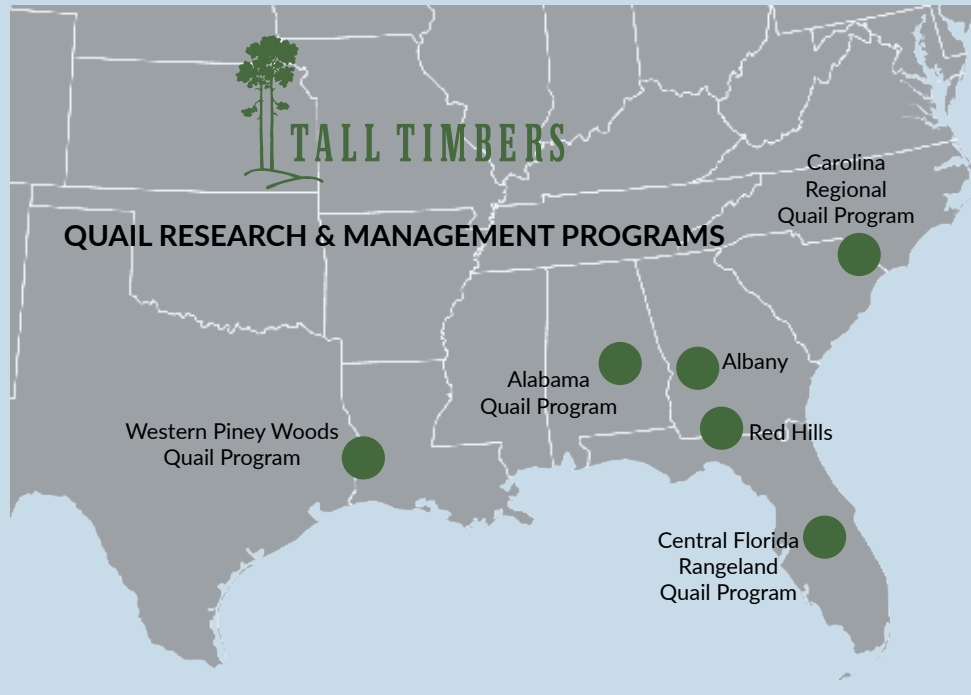 TALL TIMBERS
QUAIL RESEARCH & MANAGEMENT PROGRAMS
Carolina
Regional
Quail Program
Albany
Alabama
Quail Program
Red Hills
Western Piney Woods
Quail Program
Central Florida
Rangeland
Quail Program